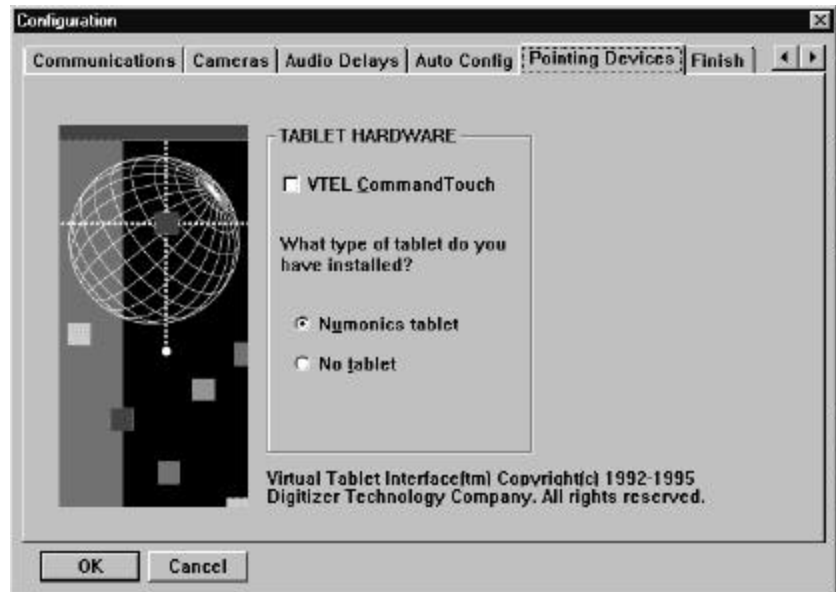 Configuration
Communications Cameras Audio Delays Auto Config Pointing Devices Finish
TABLET HARDWARE
VTEL CommandTouch
What type of tablet do you
have installed?
Numonics tablet
No tablet
Virtual Tablet Interface(tm) Copyright(c) 1992-1995
Digitizer Technology Company. All rights reserved.
OK Cancel